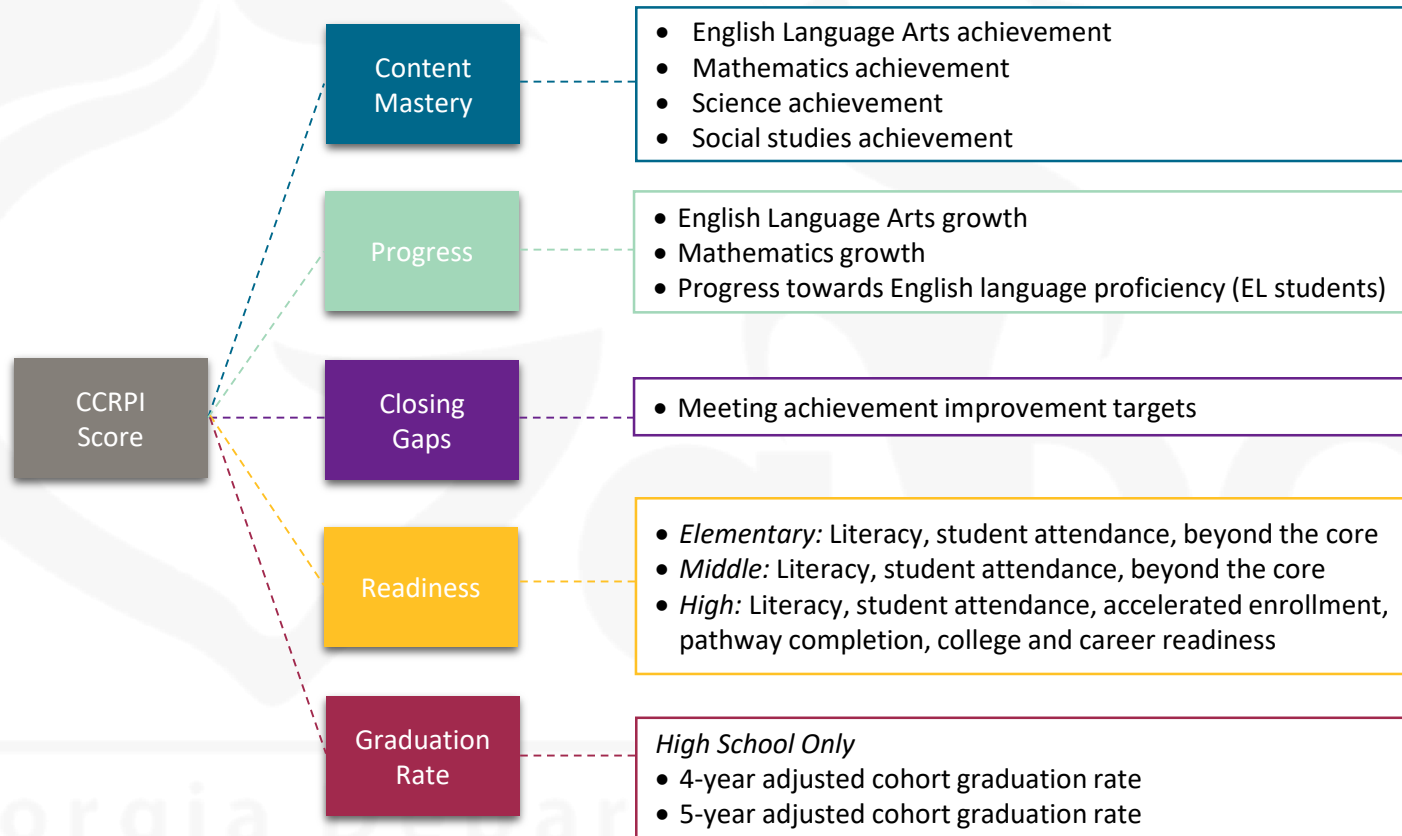 Content
Mastery
• English Language Arts achievement
• Mathematics achievement
• Science achievement
• Social studies achievement
Progress
• English Language Arts growth
• Mathematics growth
• Progress towards English language proficiency (EL students)
CCRPI
Score
Closing
Gaps
• Meeting achievement improvement targets
Readiness
• Elementary: Literacy, student attendance, beyond the core
• Middle: Literacy, student attendance, beyond the core
• High: Literacy, student attendance, accelerated enrollment,
pathway completion, college and career readiness
Graduation
Rate
High School Only
• 4-year adjusted cohort graduation rate
• 5-year adjusted cohort graduation rate